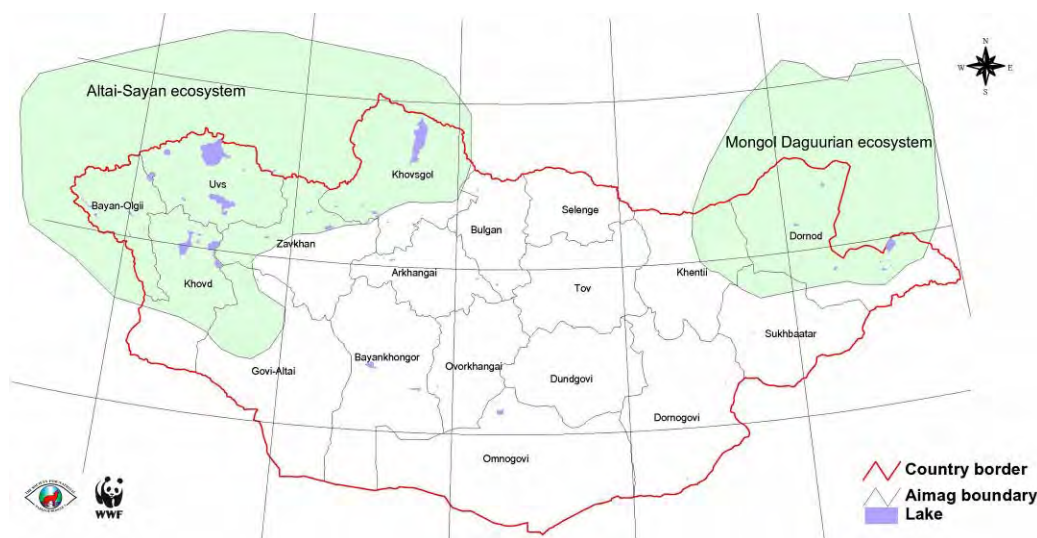 N
W E
S
Altai-Sayan ecosystem
Mongol Daguurian ecosystem
Khovsgol
Uvs
Bayan-Olgii
Selenge
Bulgan
Dornod
Zavkhan
Arkhangai
Khentii
Khovd
Tov
Sukhbaatar
Bayankhongor
Ovorkhangai
Govi-Altai
Dundgovi
Dornogovi
Omnogovi
Country border
Aimag boundary
Lake
WWF